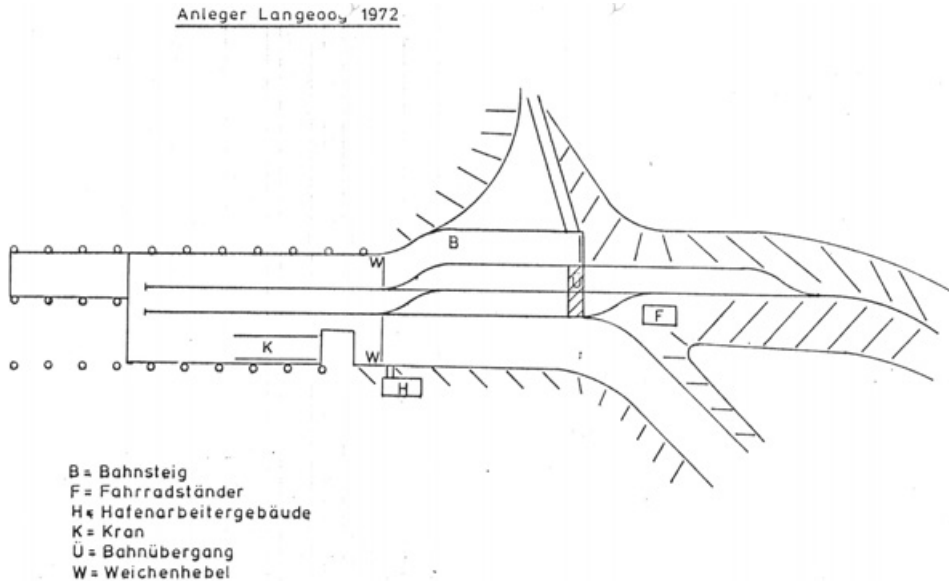 Anleger Langeoog 1972
B
W
Ü
F
K
W
H
B = Bahnsteig
F = Fahrradständer
H = Hafenarbeitergebäude
K = Kran
Ü = Bahnübergang
W = Weichenhebel